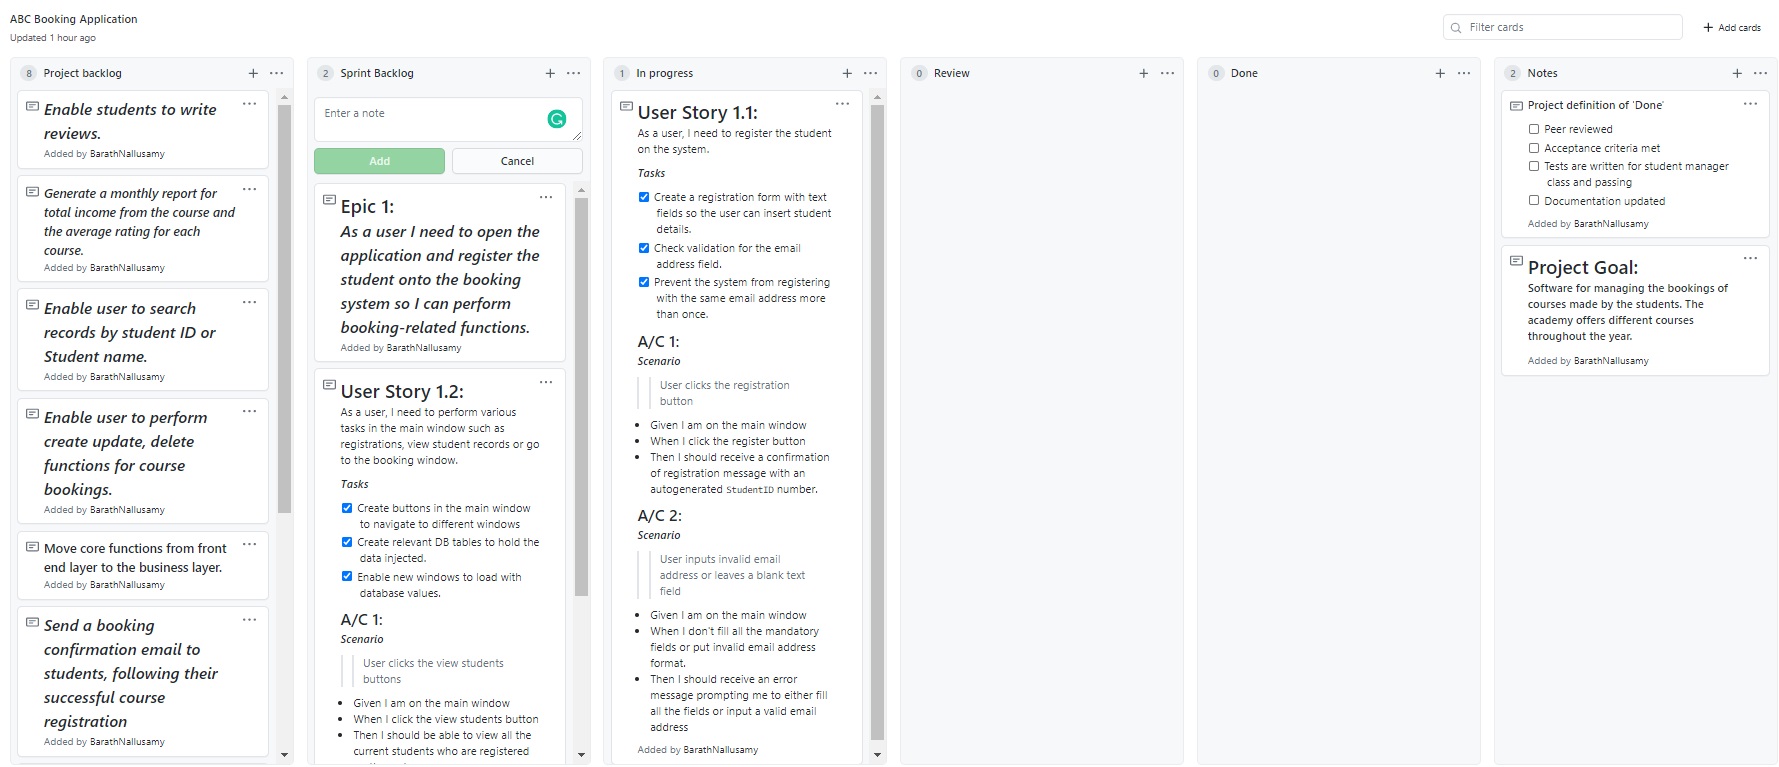 ABC Booking Application
Updated 1 hour ago
Filter cards
Add cards
8 Project backlog
Enable students to write
reviews.
Added by BarathNallusamy
Generate a monthly report for
total income from the course and
the average rating for each
course.
Added by BarathNallusamy
Enable user to search
records by student ID or
Student name.
Added by BarathNallusamy
Enable user to perform
create update, delete
functions for course
bookings.
Added by BarathNallusamy
Move core functions from front
end layer to the business layer.
Added by BarathNallusamy
Send a booking
confirmation email to
students, following their
successful course
registration
Added by BarathNallusamy
2 Sprint Backlog
Enter a note
Add
Cancel
Epic 1:
As a user I need to open the
application and register the
student onto the booking
system so I can perform
booking-related functions.
Added by BarathNallusamy
User Story 1.2:
As a user, I need to perform various
tasks in the main window such as
registrations, view student records or go
to the booking window.
Tasks
Create buttons in the main window
to navigate to different windows
Create relevant DB tables to hold the
data injected.
Enable new windows to load with
database values.
A/C 1:
Scenario
User clicks the view students
buttons
Given I am on the main window
When I click the view students button
Then I should be able to view all the
current students who are registered
1 In progress
User Story 1.1:
As a user, I need to register the student
on the system.
Tasks
Create a registration form with text
fields so the user can insert student
details.
Check validation for the email
address field.
Prevent the system from registering
with the same email address more
than once.
A/C 1:
Scenario
User clicks the registration
button
Given I am on the main window
When I click the register button
Then I should receive a confirmation
of registration message with an
autogenerated StudentID number.
A/C 2:
Scenario
User inputs invalid email
address or leaves a blank text
field
Given I am on the main window
When I don't fill all the mandatory
fields or put invalid email address
format.
Then I should receive an error
message prompting me to either fill
all the fields or input a valid email
address
Added by BarathNallusamy
0 Review
0 Done
2 Notes
Project definition of 'Done'
Peer reviewed
Acceptance criteria met
Tests are written for student manager
class and passing
Documentation updated
Added by BarathNallusamy
Project Goal:
Software for managing the bookings of
courses made by the students. The
academy offers different courses
throughout the year.
Added by BarathNallusamy